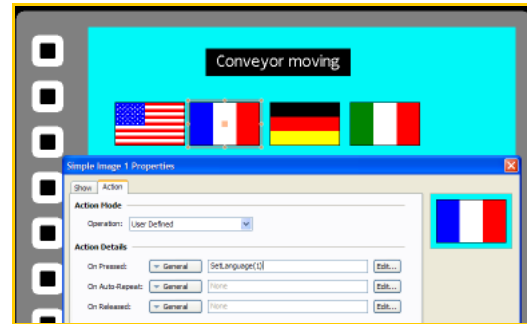 Conveyor moving
Simple Image 1 Properties
Show Action
Action Mode
Operation: User Defined
Action Details
On Pressed: General SetLanguage(1) Edit...
On Auto-Repeat: General None Edit...
On Released: General None Edit...